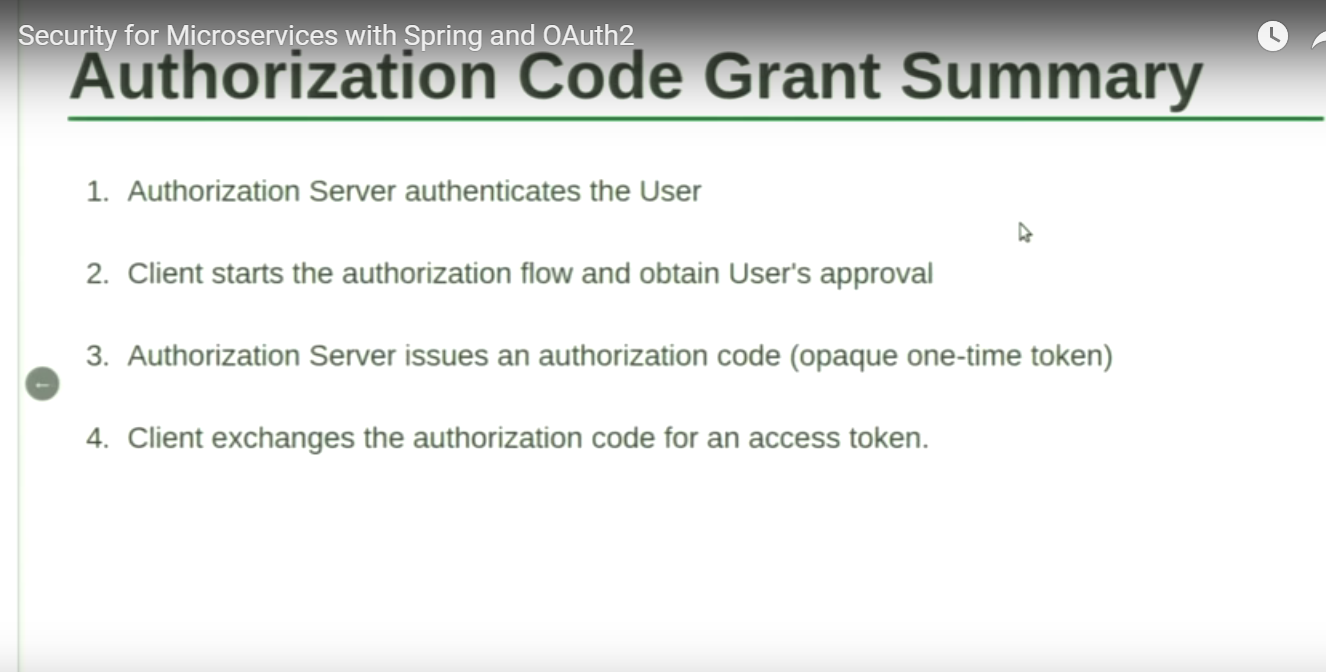 Security for Microservices with Spring and OAuth2
Authorization Code Grant Summary
1. Authorization Server authenticates the User
2. Client starts the authorization flow and obtain User's approval
3. Authorization Server issues an authorization code (opaque one-time token)
4. Client exchanges the authorization code for an access token.